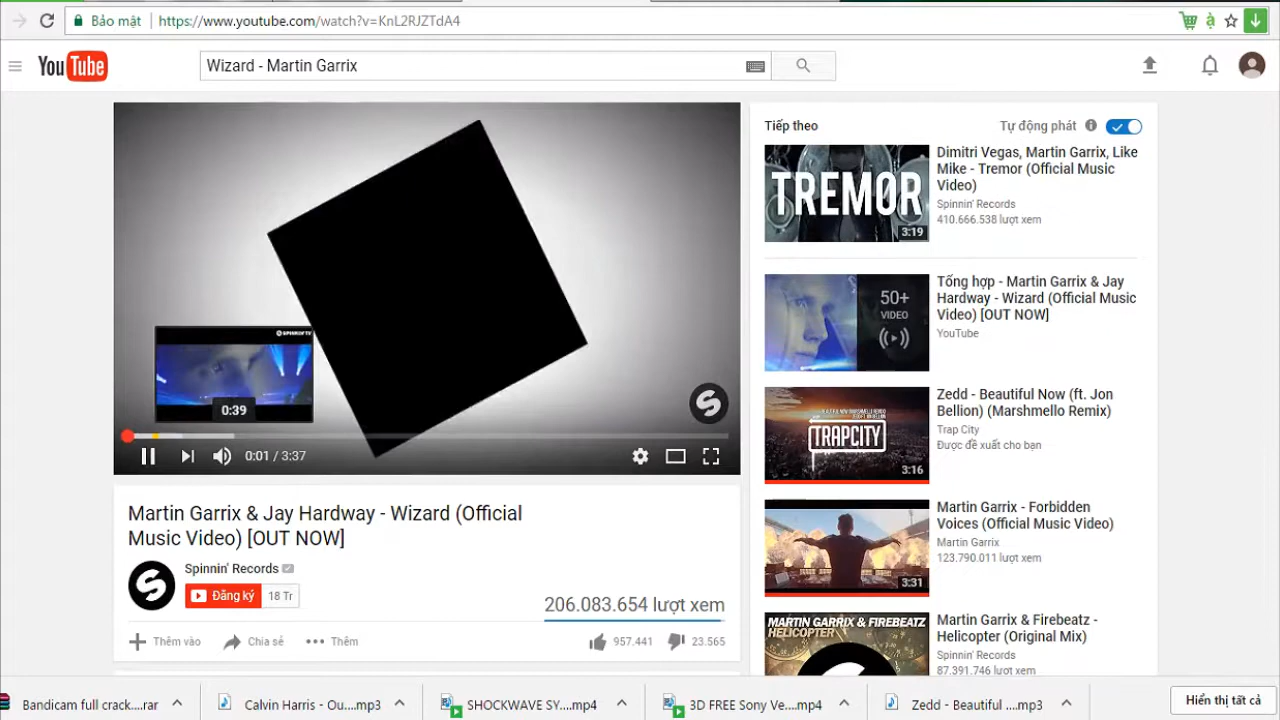 Bảo mật
https://www.youtube.com/watch?v=KnL2RJZTdA4
YouTube
Wizard - Martin Garrix
Tiếp theo
Tự động phát
TREMOR
3:19
Dimitri Vegas, Martin Garrix, Like
Mike - Tremor (Official Music
Video)
Spinnin' Records
410.666.538 lượt xem
50+
VIDEO
Tổng hợp - Martin Garrix & Jay
Hardway - Wizard (Official Music
Video) [OUT NOW]
YouTube
TRAPCITY
3:16
Zedd - Beautiful Now (ft. Jon
Bellion) (Marshmello Remix)
Trap City
Được đề xuất cho bạn
3:31
Martin Garrix - Forbidden
Voices (Official Music Video)
Martin Garrix
123.790.011 lượt xem
MARTIN GARRIX & FIREBEATZ
HELICOPTER
Martin Garrix & Firebeatz -
Helicopter (Original Mix)
Spinnin' Records
87.391.746 lượt xem
0:39
0:01 / 3:37
Martin Garrix & Jay Hardway - Wizard (Official
Music Video) [OUT NOW]
Spinnin' Records
Đăng ký
18 Tr
206.083.654 lượt xem
Thêm vào
Chia sẻ
Thêm
957.441
23.565
Bandicam full crack....rar
Calvin Harris - Ou....mp3
SHOCKWAVE SY....mp4
3D FREE Sony Ve....mp4
Zedd - Beautiful ....mp3
Hiển thị tất cả